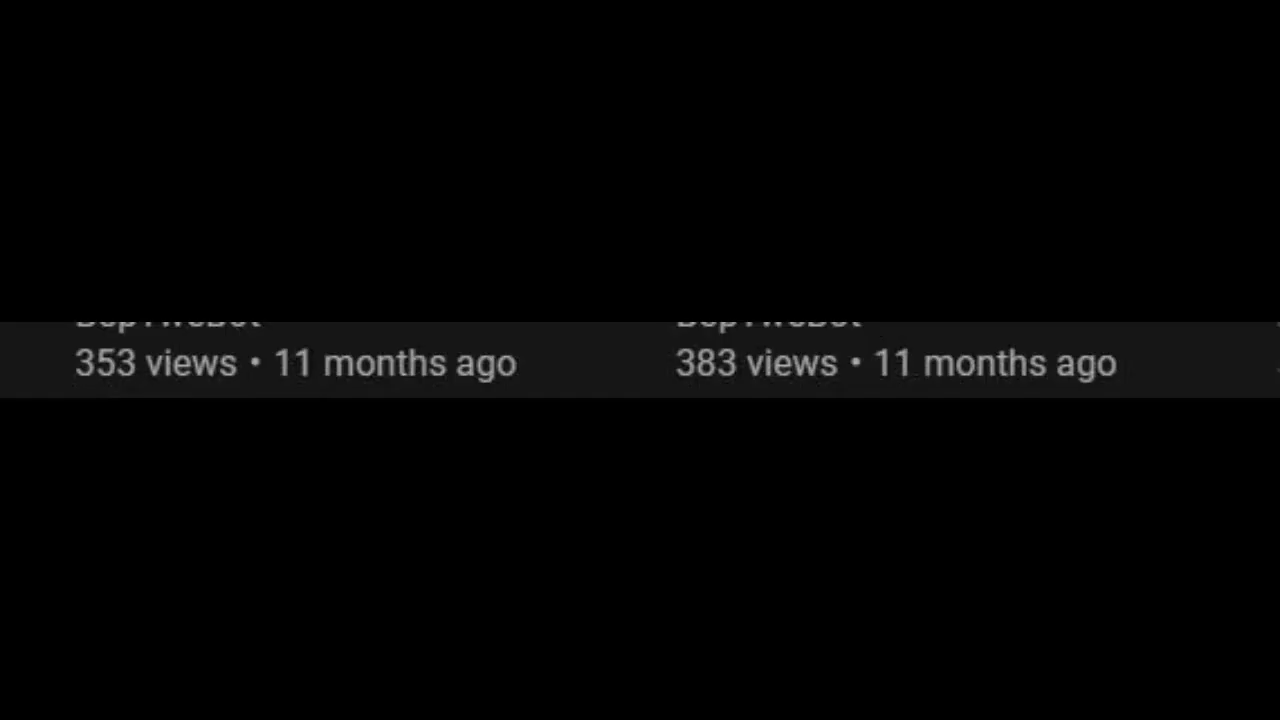 353 views • 11 months ago
383 views • 11 months ago